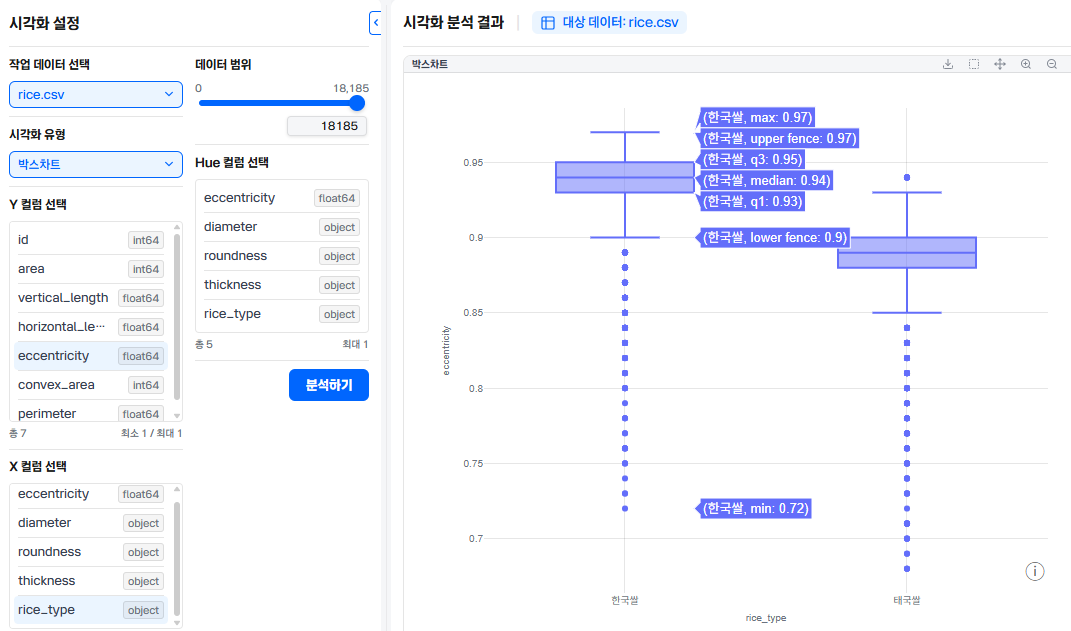 시각화 설정
작업 데이터 선택
rice.csv
시각화 유형
박스차트
Y 컬럼 선택
id int64
area int64
vertical_length float64
horizontal_le··· float64
eccentricity float64
convex_area int64
perimeter float64
총 7 최소 1 / 최대 1
X 컬럼 선택
eccentricity float64
diameter object
roundness object
thickness object
rice_type object
데이터 범위
0 18,185
18185
Hue 컬럼 선택
eccentricity float64
diameter object
roundness object
thickness object
rice_type object
총 5 최대 1
분석하기
시각화 분석 결과
대상 데이터: rice.csv
박스차트
(한국쌀, max: 0.97)
(한국쌀, upper fence: 0.97)
(한국쌀, q3: 0.95)
(한국쌀, median: 0.94)
(한국쌀, q1: 0.93)
(한국쌀, lower fence: 0.9)
(한국쌀, min: 0.72)
0.95
0.9
0.85
0.8
0.75
0.7
eccentricity
한국쌀 태국쌀
rice_type